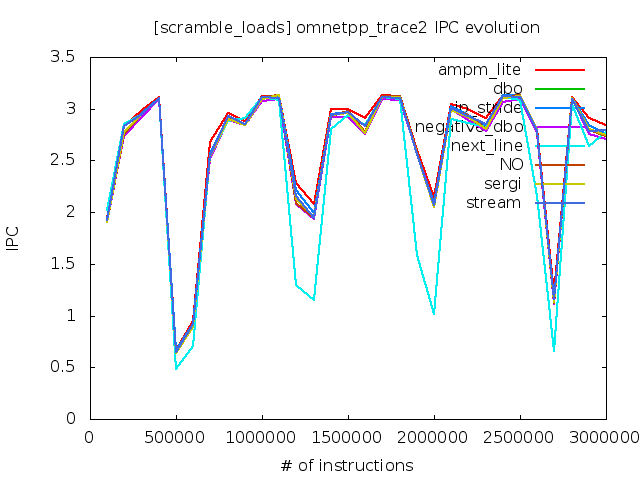 [scramble_loads] omnetpp_trace2 IPC evolution
3.5
3
2.5
2
1.5
1
0.5
0
IPC
ampm_lite
dbo
ip_stride
negative_dbo
next_line
NO
sergi
stream
0 500000 1000000 1500000 2000000 2500000 3000000
# of instructions